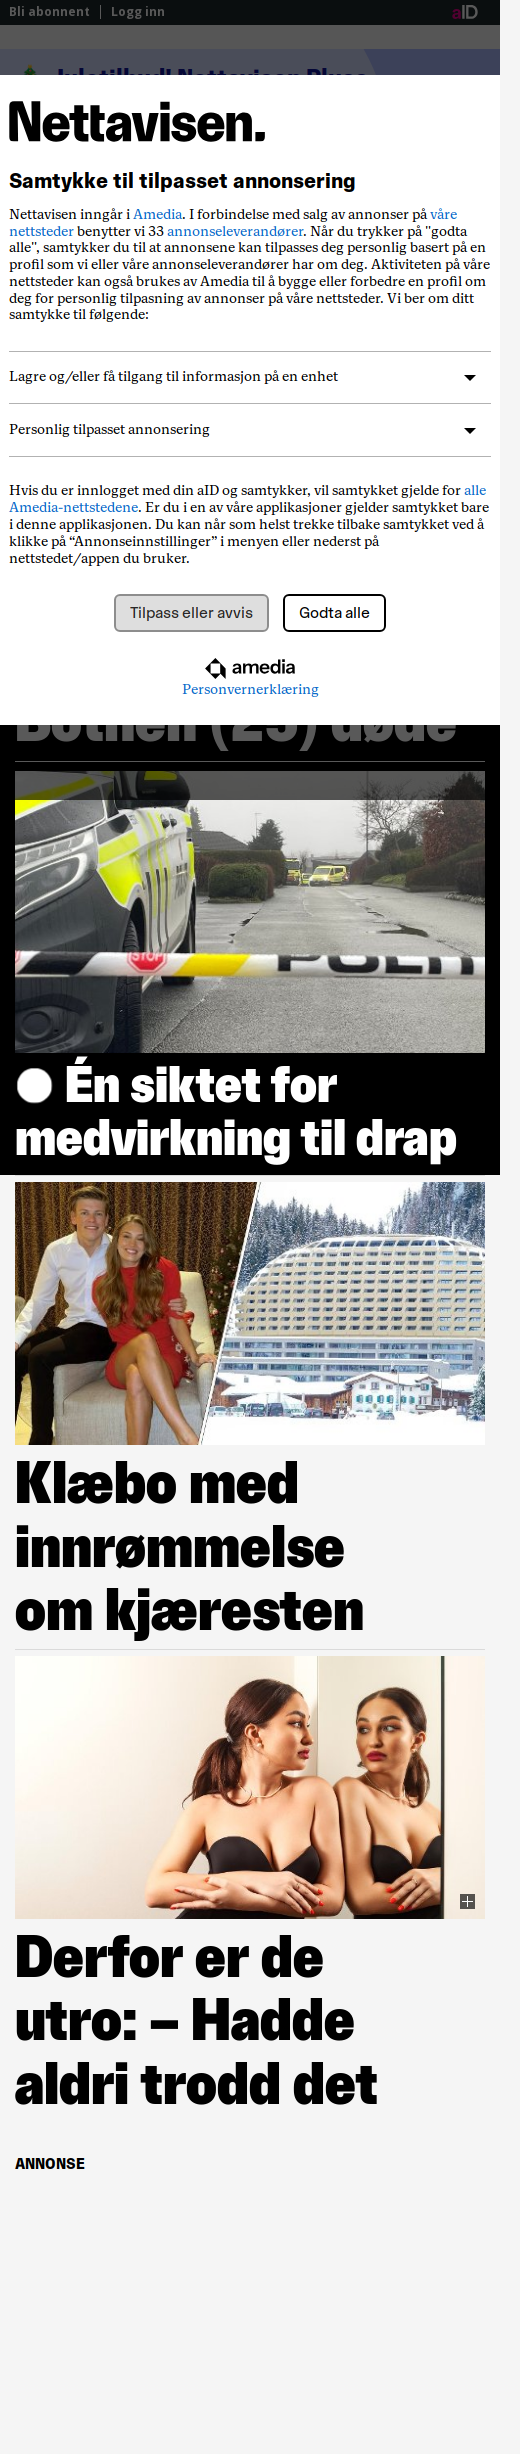 Bli abonnent | Logg inn
aID
Juletilbud! Nettavisen Pluss
Nettavisen.
Samtykke til tilpasset annonsering
Nettavisen inngår i Amedia. I forbindelse med salg av annonser på våre
nettsteder benytter vi 33 annonseleverandører. Når du trykker på "godta
alle", samtykker du til at annonsene kan tilpasses deg personlig basert på en
profil som vi eller våre annonseleverandører har om deg. Aktiviteten på våre
nettsteder kan også brukes av Amedia til å bygge eller forbedre en profil om
deg for personlig tilpasning av annonser på våre nettsteder. Vi ber om ditt
samtykke til følgende:
Lagre og/eller få tilgang til informasjon på en enhet
Personlig tilpasset annonsering
Hvis du er innlogget med din aID og samtykker, vil samtykket gjelde for alle
Amedia-nettstedene. Er du i en av våre applikasjoner gjelder samtykket bare
i denne applikasjonen. Du kan når som helst trekke tilbake samtykket ved å
klikke på “Annonseinnstillinger” i menyen eller nederst på
nettstedet/appen du bruker.
Tilpass eller avvis
Godta alle
amedia
Personvernerklæring
døde
STOP
POLITI
Én siktet for
medvirkning til drap
Klæbo med
innrømmelse
om kjæresten
Derfor er de
utro: – Hadde
aldri trodd det
ANNONSE